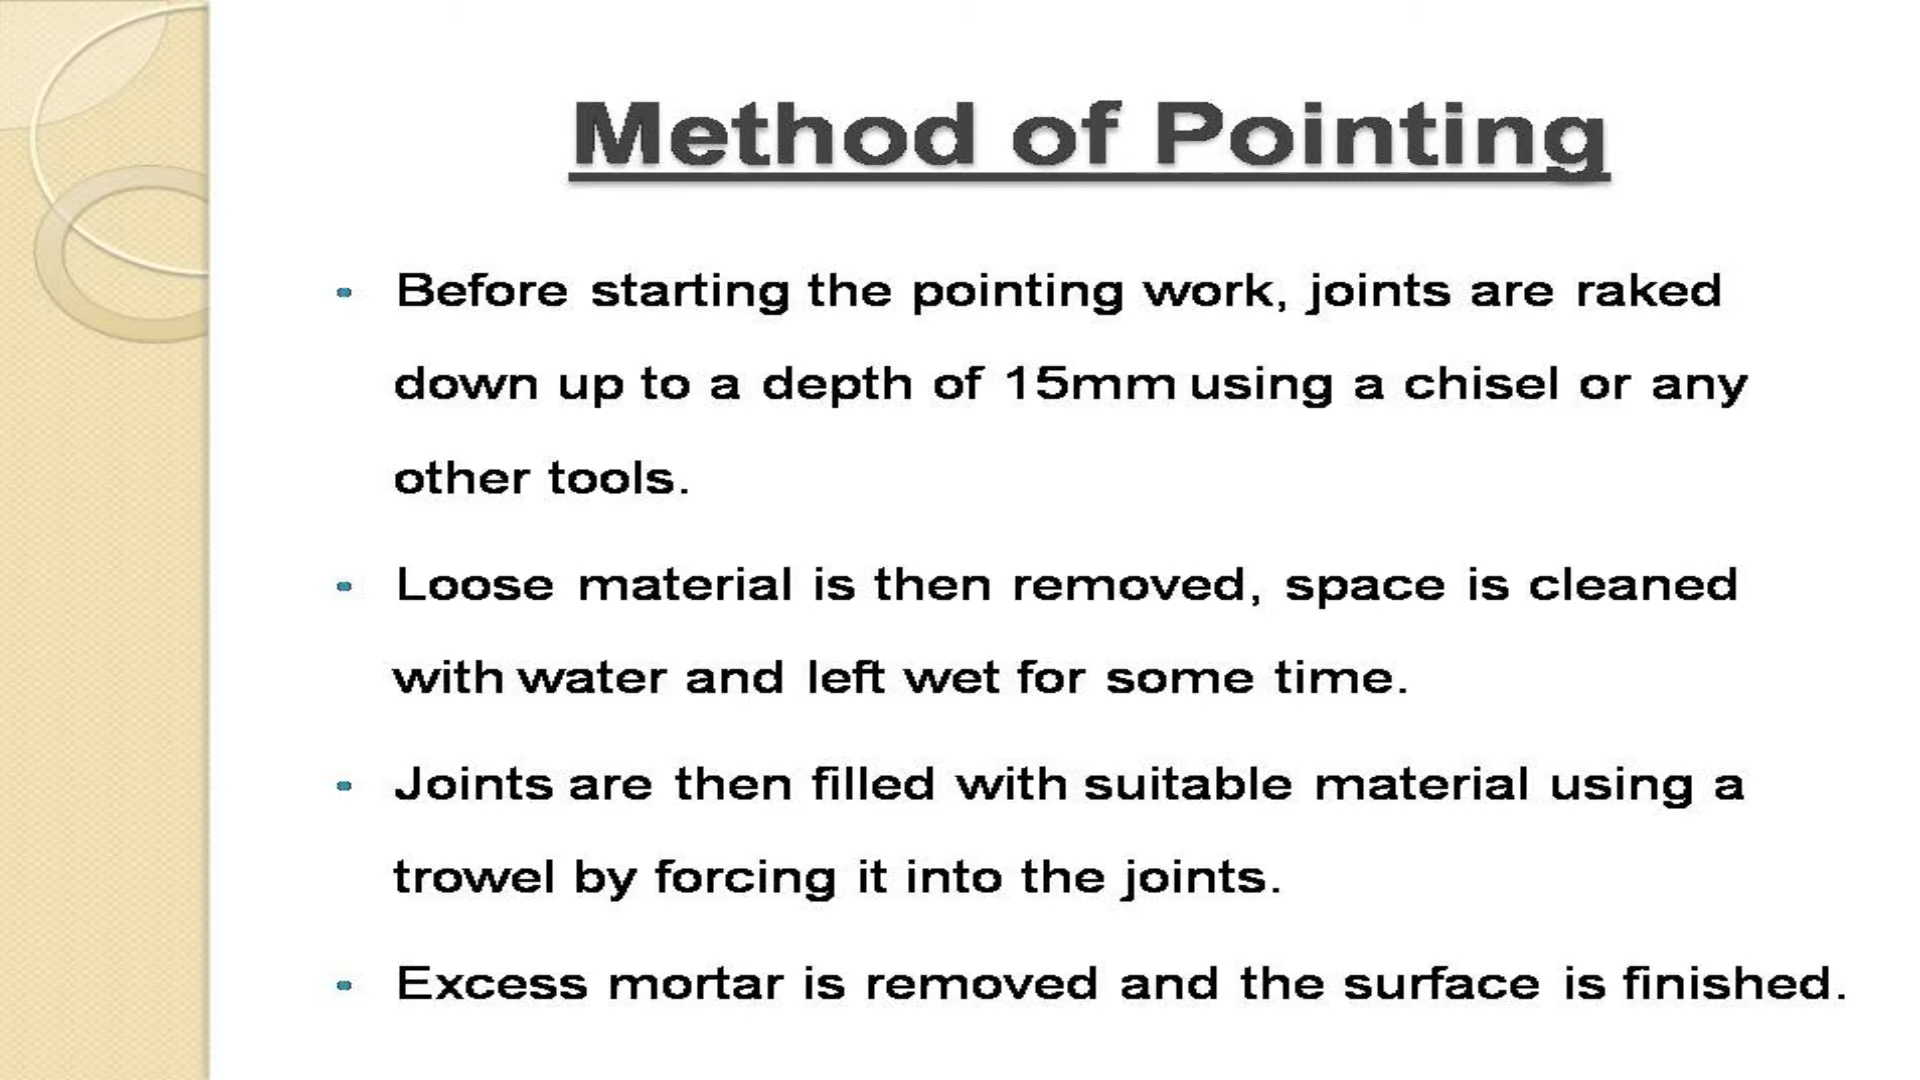 Method of Pointing
Before starting the pointing work, joints are raked
down up to a depth of 15mm using a chisel or any
other tools.
Loose material is then removed, space is cleaned
with water and left wet for some time.
Joints are then filled with suitable material using a
trowel by forcing it into the joints.
Excess mortar is removed and the surface is finished.